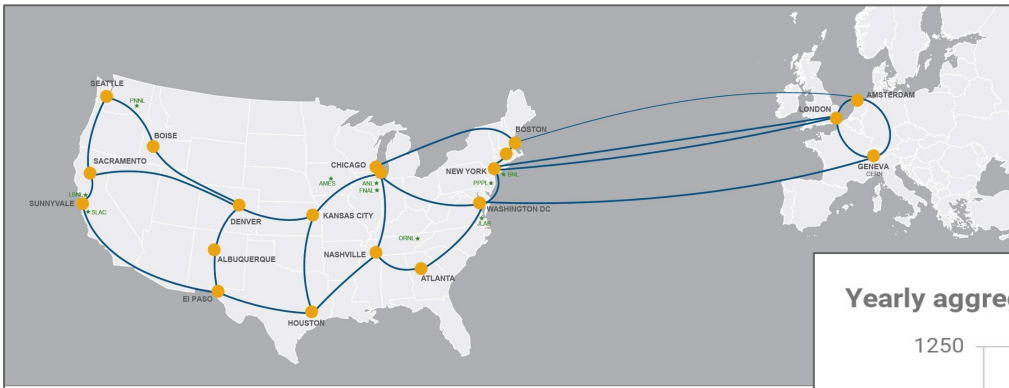 SEATTLE
PNNL
BOISE
SACRAMENTO
LBNL
SUNNYVALE
SLAC
DENVER
ALBUQUERQUE
El PASO
HOUSTON
KANSAS CITY
AMES
CHICAGO
ANL
FNAL
NASHVILLE
ORNL
ATLANTA
BOSTON
NEW YORK
BNL
PPPL
WASHINGTON DC
JLAB
LONDON
AMSTERDAM
GENEVA
CERN
Yearly aggre
1250